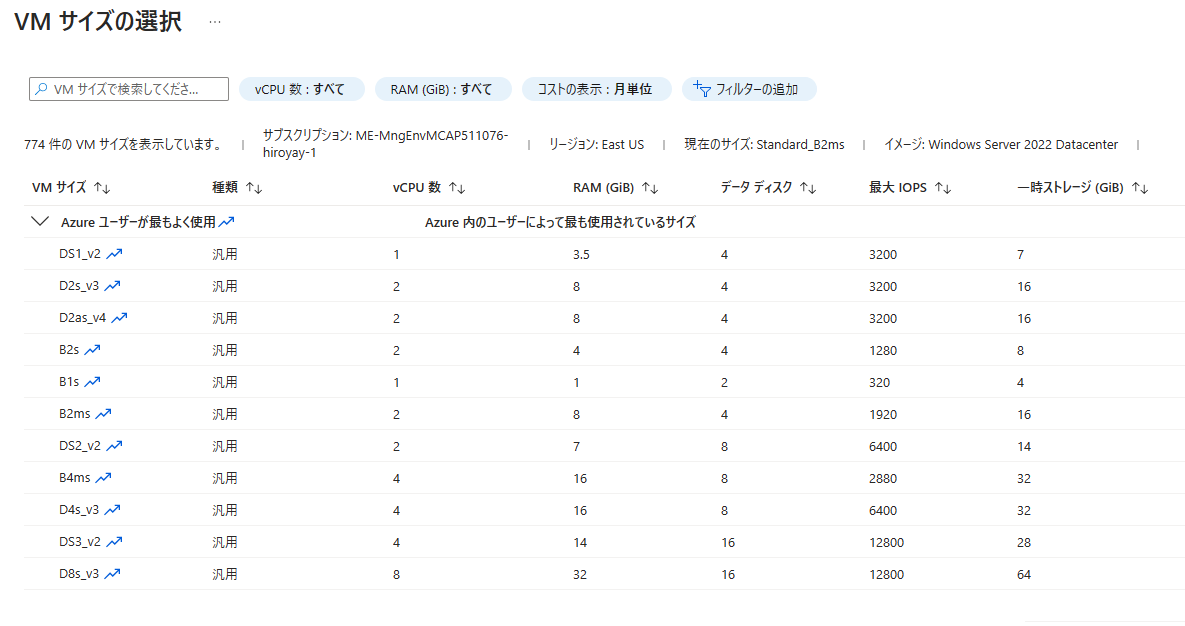 VM サイズの選択 ...
VM サイズで検索してくださ... vCPU 数 : すべて RAM (GiB) : すべて コストの表示 : 月単位 フィルターの追加
774 件の VM サイズを表示しています。 | サブスクリプション: ME-MngEnvMCAP511076-
hiroyay-1 | リージョン: East US | 現在のサイズ: Standard_B2ms | イメージ: Windows Server 2022 Datacenter |
VM サイズ ↑↓ 種類 ↑↓ vCPU 数 ↑↓ RAM (GiB) ↑↓ データ ディスク ↑↓ 最大 IOPS ↑↓ 一時ストレージ (GiB) ↑↓
Azure ユーザーが最もよく使用 Azure 内のユーザーによって最も使用されているサイズ
DS1_v2 汎用 1 3.5 4 3200 7
D2s_v3 汎用 2 8 4 3200 16
D2as_v4 汎用 2 8 4 3200 16
B2s 汎用 2 4 4 1280 8
B1s 汎用 1 1 2 320 4
B2ms 汎用 2 8 4 1920 16
DS2_v2 汎用 2 7 8 6400 14
B4ms 汎用 4 16 8 2880 32
D4s_v3 汎用 4 16 8 6400 32
DS3_v2 汎用 4 14 16 12800 28
D8s_v3 汎用 8 32 16 12800 64